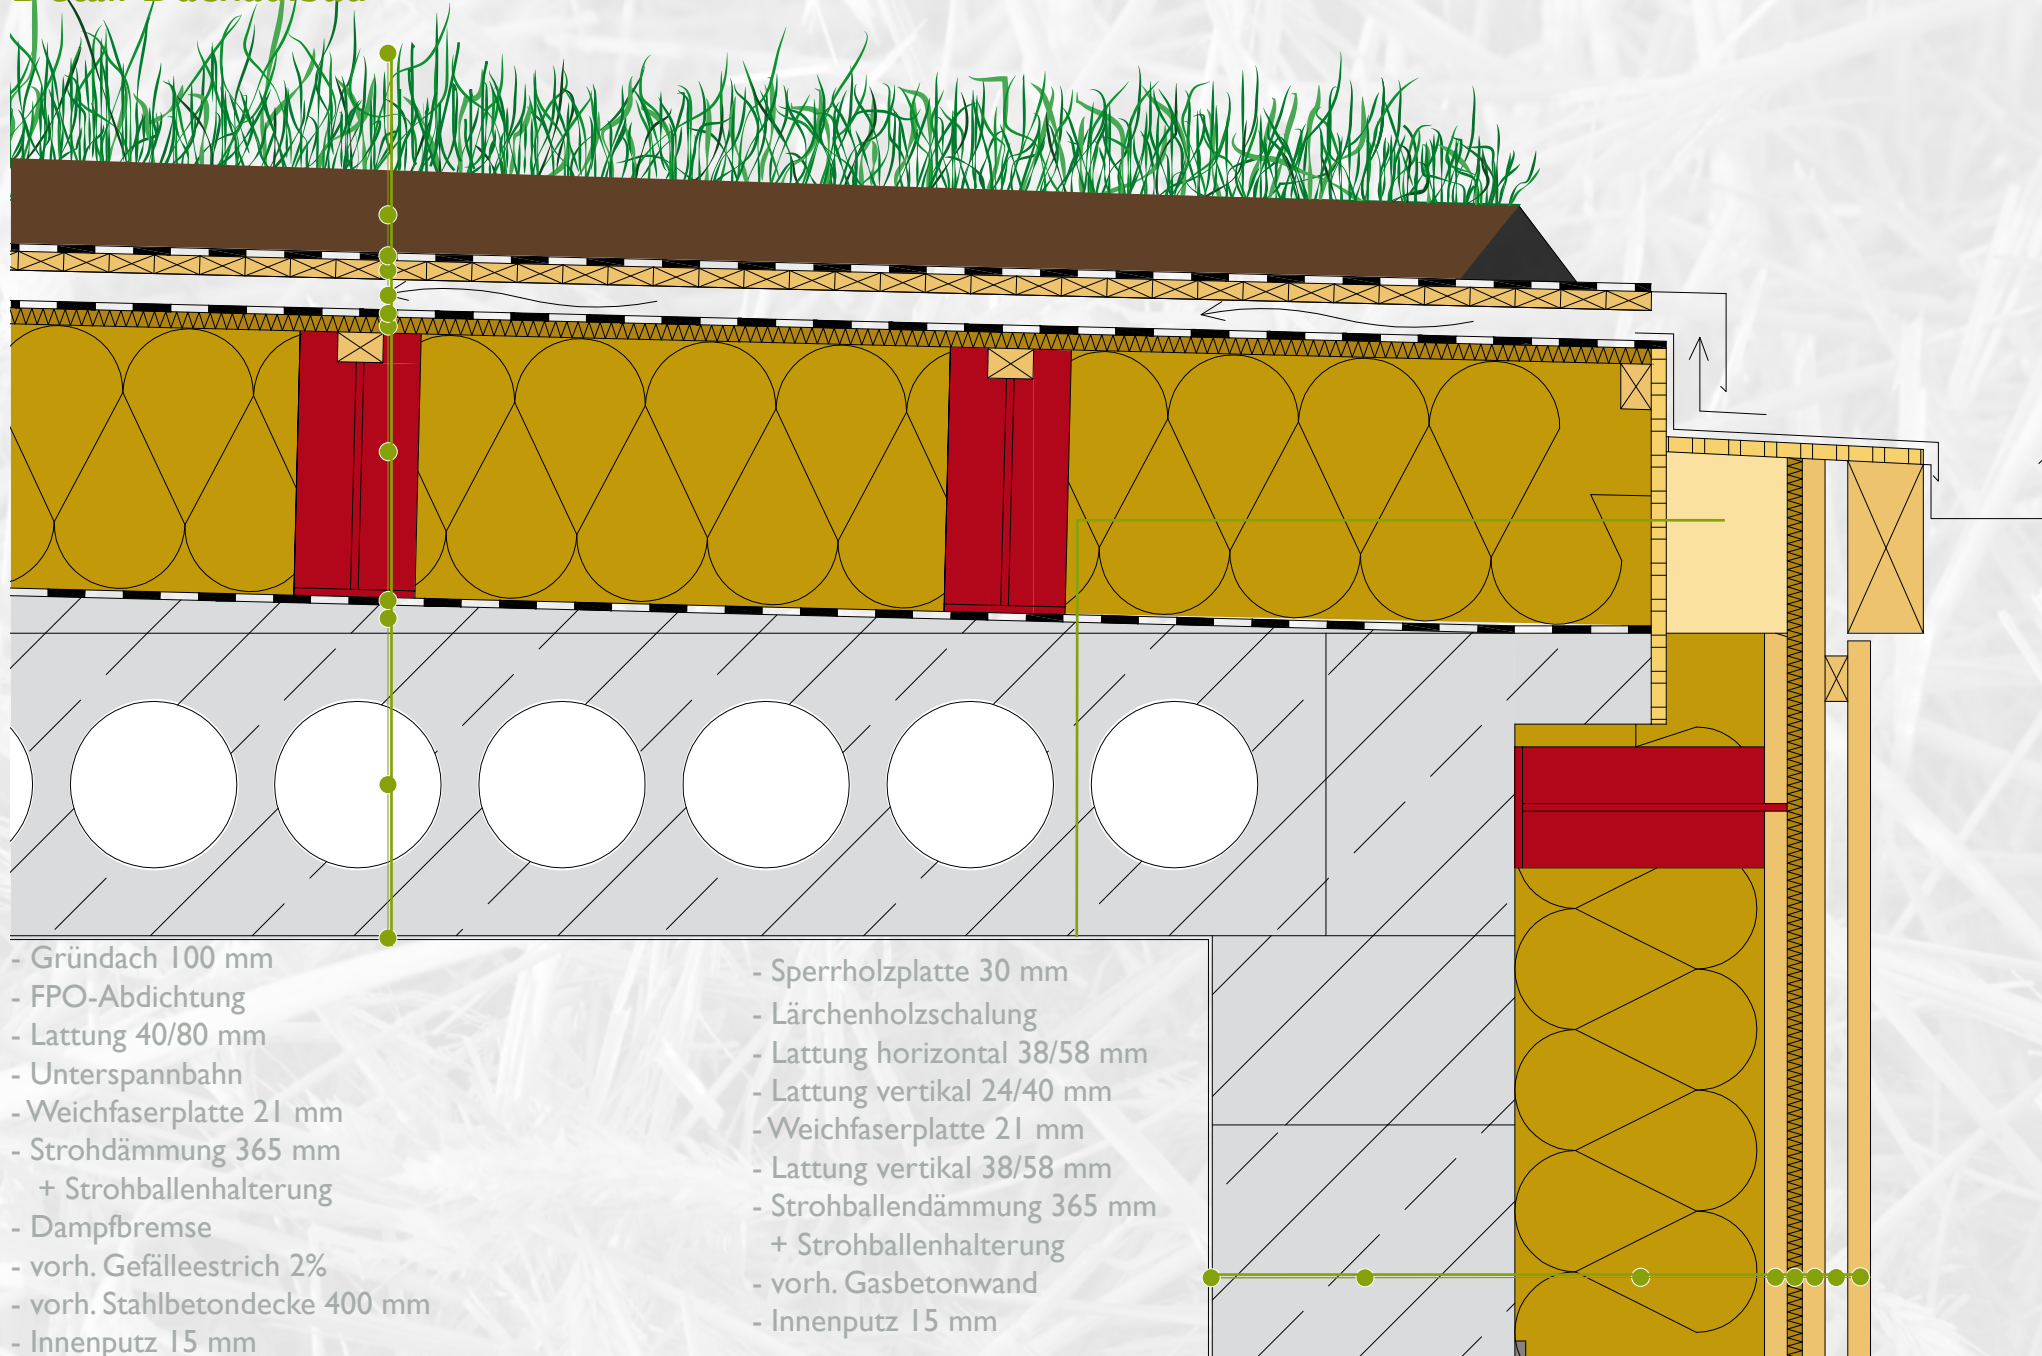 Detail Dachaufbau
- Gründach 100 mm
- FPO-Abdichtung
- Lattung 40/80 mm
- Unterspannbahn
- Weichfaserplatte 21 mm
- Strohdämmung 365 mm
+ Strohballenhalterung
- Dampfbremse
- vorh. Gefälleestrich 2%
- vorh. Stahlbetondecke 400 mm
- Innenputz 15 mm
- Sperrholzplatte 30 mm
- Lärchenholzschalung
- Lattung horizontal 38/58 mm
- Lattung vertikal 24/40 mm
- Weichfaserplatte 21 mm
- Lattung vertikal 38/58 mm
- Strohballendämmung 365 mm
+ Strohballenhalterung
- vorh. Gasbetonwand
- Innenputz 15 mm